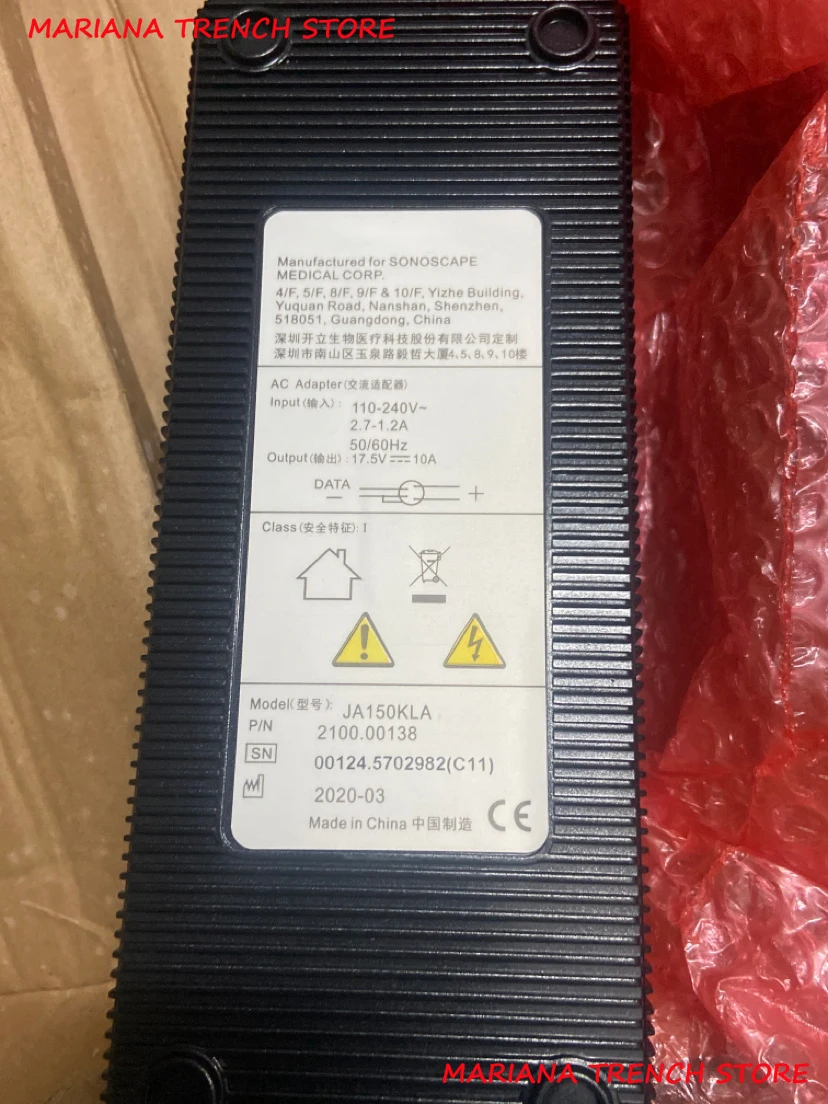 MARIANA TRENCH STORE
Manufactured for SONOSCAPE
MEDICAL CORP.
4/F, 5/F, 8/F, 9/F & 10/F, Yizhe Building,
Yuquan Road, Nanshan, Shenzhen,
518051, Guangdong, China
深圳开立生物医疗科技股份有限公司定制
深圳市南山区玉泉路毅哲大厦4、5、8、9、10楼
AC Adapter(交流适配器)
Input(输入): 110-240V~
2.7-1.2A
50/60Hz
Output(输出): 17.5V⎓10A
DATA
— +
Class(安全特征): I
Model(型号): JA150KLA
P/N 2100.00138
SN 00124.5702982(C11)
2020-03
Made in China 中国制造 CE
MARIANA TRENCH STORE